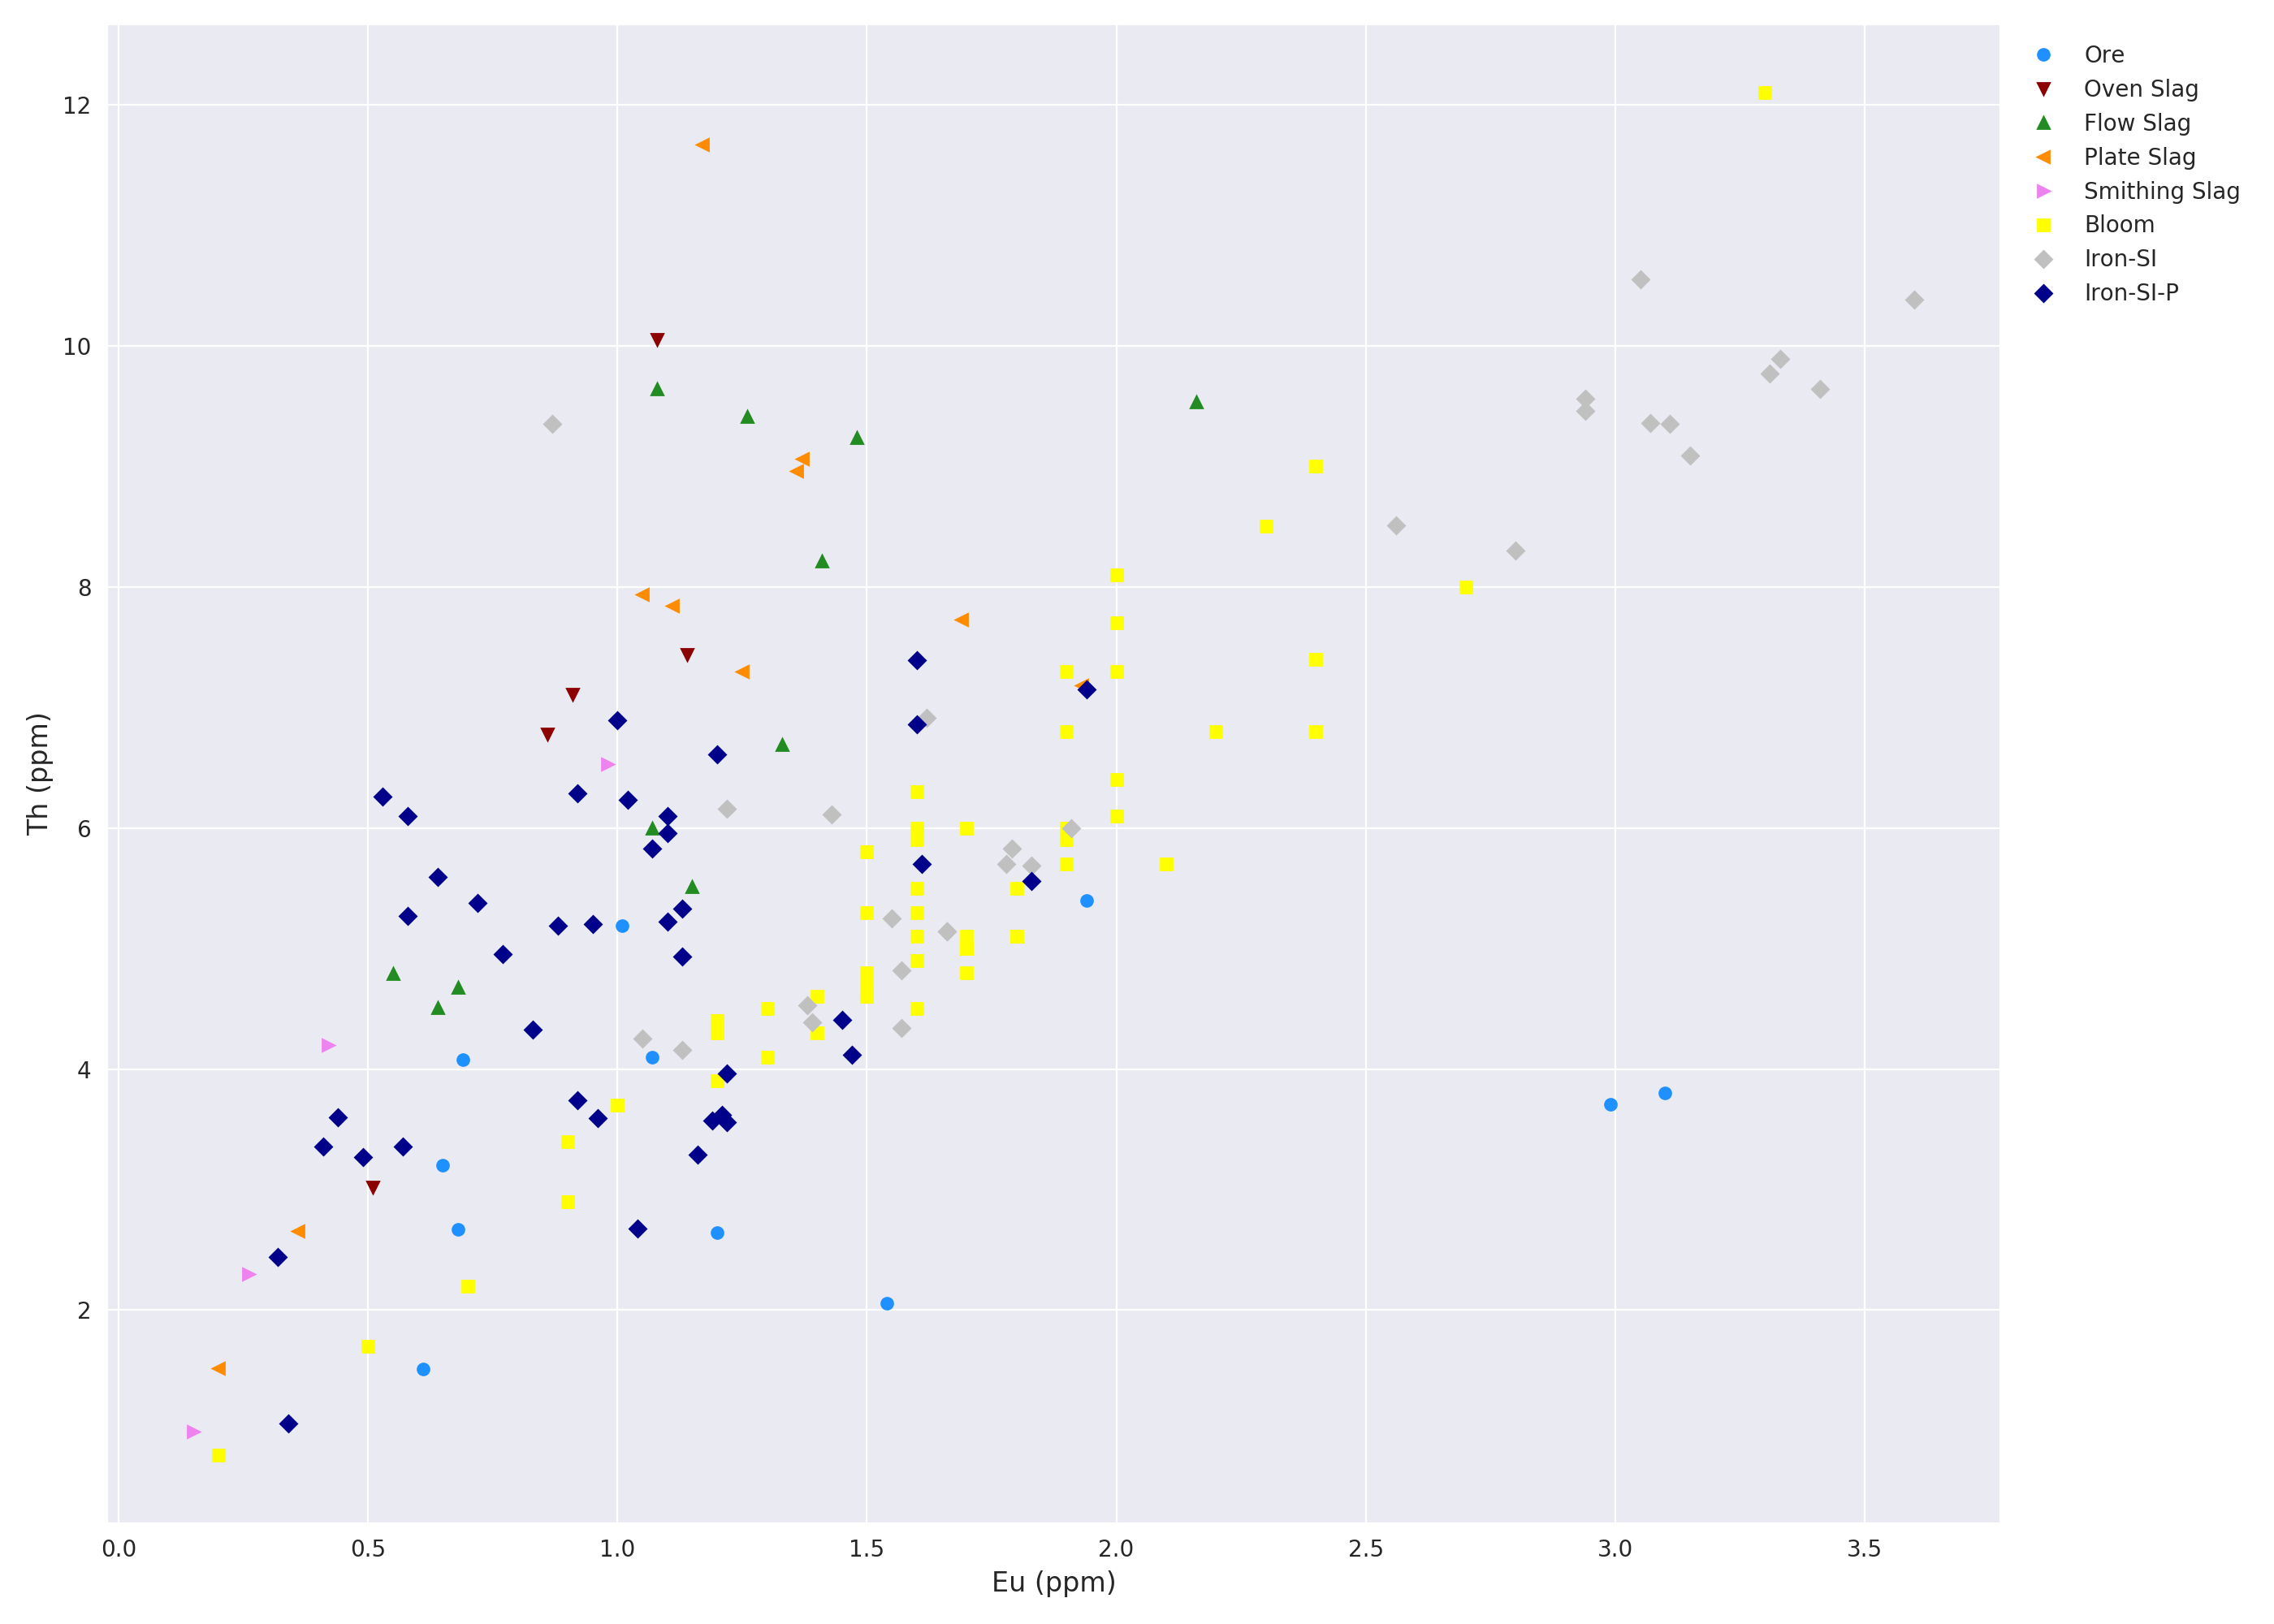 Ore
Oven Slag
Flow Slag
Plate Slag
Smithing Slag
Bloom
Iron-SI
Iron-SI-P
12
10
8
6
4
2
Th (ppm)
0.0 0.5 1.0 1.5 2.0 2.5 3.0 3.5
Eu (ppm)